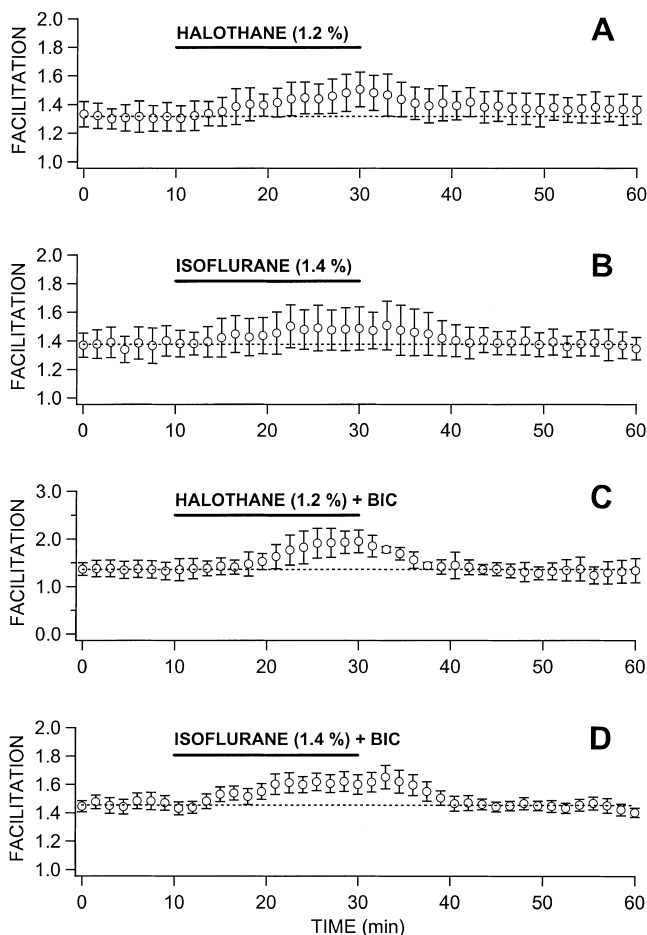 A
HALOTHANE (1.2 %)
FACILITATION
2.0
1.8
1.6
1.4
1.2
1.0
0 10 20 30 40 50 60
B
ISOFLURANE (1.4 %)
FACILITATION
2.0
1.8
1.6
1.4
1.2
1.0
0 10 20 30 40 50 60
C
HALOTHANE (1.2 %) + BIC
FACILITATION
3.0
2.0
1.0
0.0
0 10 20 30 40 50 60
D
ISOFLURANE (1.4 %) + BIC
FACILITATION
2.0
1.8
1.6
1.4
1.2
1.0
0 10 20 30 40 50 60
TIME (min)